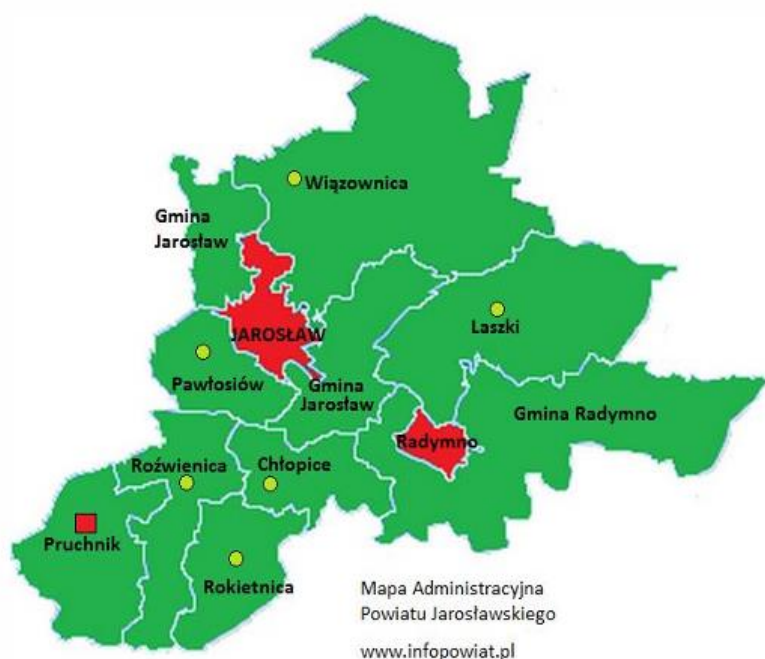 Wiązownica
Gmina
Jarosław
Laszki
JAROSŁAW
Pawłosiów
Gmina
Jarosław
Gmina Radymno
Radymno
Roźwienica
Chłopice
Pruchnik
Rokietnica
Mapa Administracyjna
Powiatu Jarosławskiego
www.infopowiat.pl